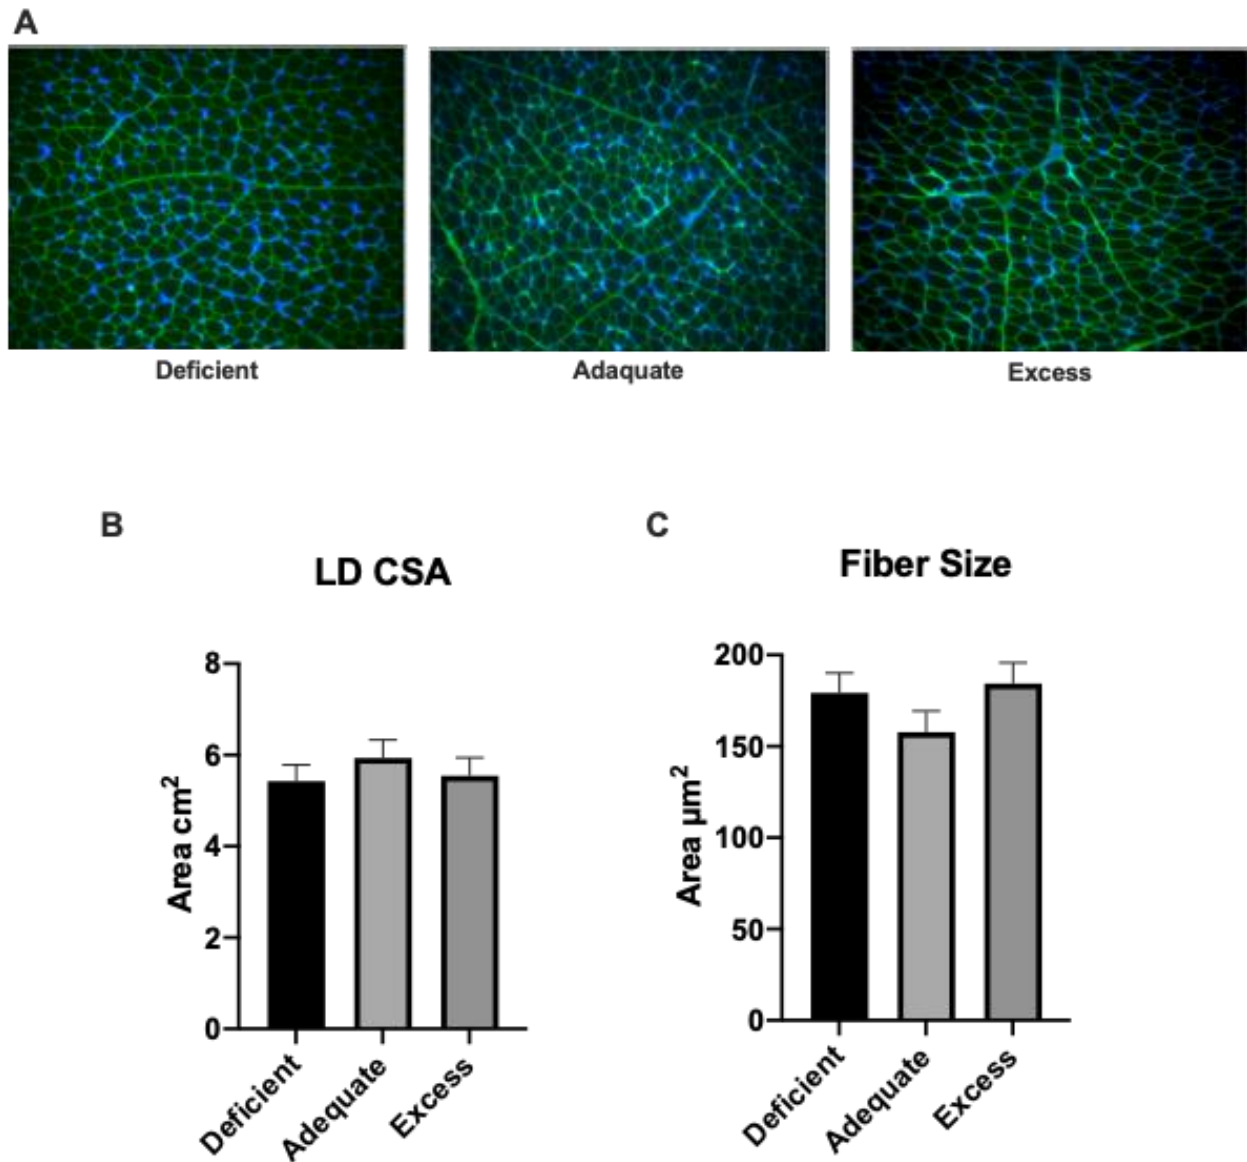 A
Deficient
Adaquate
Excess
B
LD CSA
Area cm²
8
6
4
2
0
Deficient
Adequate
Excess
C
Fiber Size
Area µm²
200
150
100
50
0
Deficient
Adequate
Excess